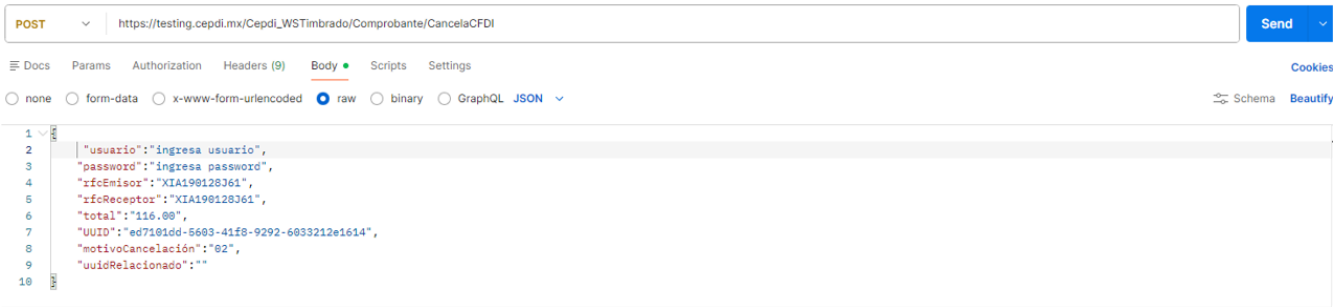 POST https://testing.cepdi.mx/Cepdi_WSTimbrado/Comprobante/CancelaCFDI Send
Docs Params Authorization Headers (9) Body Scripts Settings Cookies
none form-data x-www-form-urlencoded raw binary GraphQL JSON Schema Beautify
1 {
2 "usuario":"ingresa usuario",
3 "password":"ingresa password",
4 "rfcEmisor":"XIA190128J61",
5 "rfcReceptor":"XIA190128J61",
6 "total":"116.00",
7 "UUID":"ed7101dd-5603-41f8-9292-6033212e1614",
8 "motivoCancelación":"02",
9 "uuidRelacionado":""
10 }